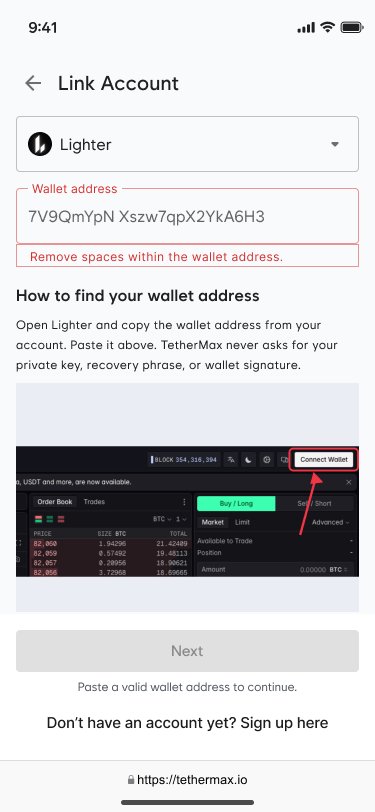 9:41
Link Account
Lighter
Wallet address
7V9QmYpN Xszw7qpX2YkA6H3
Remove spaces within the wallet address.
How to find your wallet address
Open Lighter and copy the wallet address from your
account. Paste it above. TetherMax never asks for your
private key, recovery phrase, or wallet signature.
BLOCK 354,316,394
Connect Wallet
a, USDT and more, are now available.
Order Book Trades
Buy / Long Sell / Short
BTC 1
Market Limit Advanced
PRICE SIZE BTC TOTAL
82,060 1.94296 21.42409
82,059 0.57492 19.48113
82,057 0.20956 18.90621
82,056 3.72968 18.69665
Available to Trade -
Position -
Amount 0.00000 BTC
Next
Paste a valid wallet address to continue.
Don’t have an account yet? Sign up here
https://tethermax.io